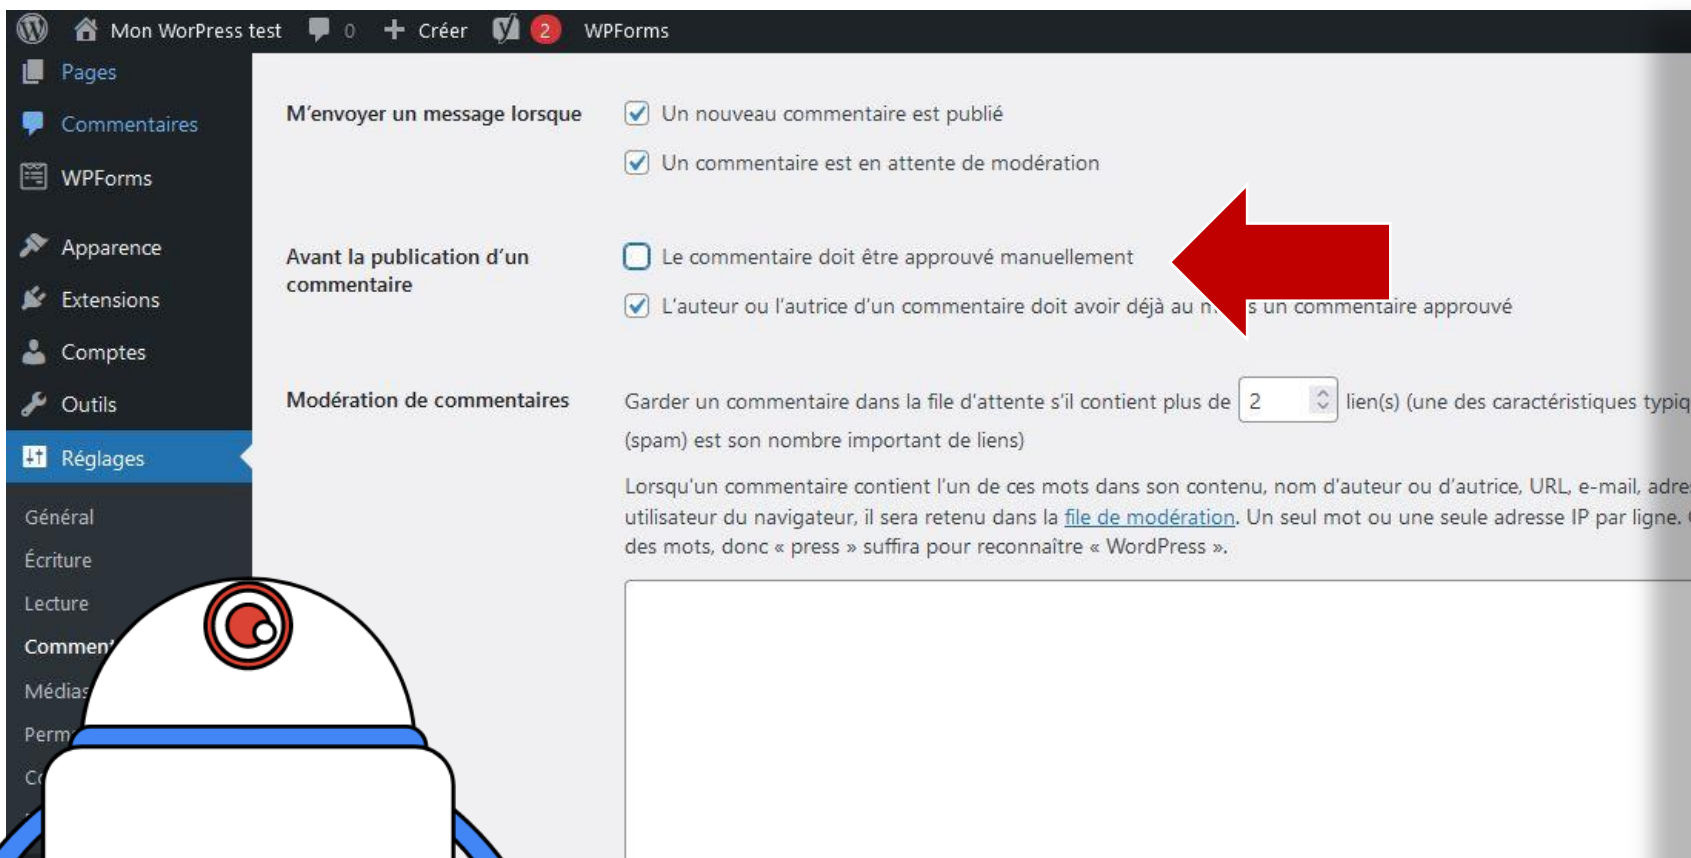 Mon WorPress test 0 + Créer 2 WPForms
Pages
Commentaires
WPForms
Apparence
Extensions
Comptes
Outils
Réglages
Général
Écriture
Lecture
Comment
Médias
Perm
M'envoyer un message lorsque
Un nouveau commentaire est publié
Un commentaire est en attente de modération
Avant la publication d'un
commentaire
Le commentaire doit être approuvé manuellement
L'auteur ou l'autrice d'un commentaire doit avoir déjà au un commentaire approuvé
Modération de commentaires
Garder un commentaire dans la file d'attente s'il contient plus de 2 lien(s) (une des caractéristiques typiq
(spam) est son nombre important de liens)
Lorsqu'un commentaire contient l'un de ces mots dans son contenu, nom d'auteur ou d'autrice, URL, e-mail, adres
utilisateur du navigateur, il sera retenu dans la file de modération. Un seul mot ou une seule adresse IP par ligne.
des mots, donc « press » suffira pour reconnaître « WordPress ».